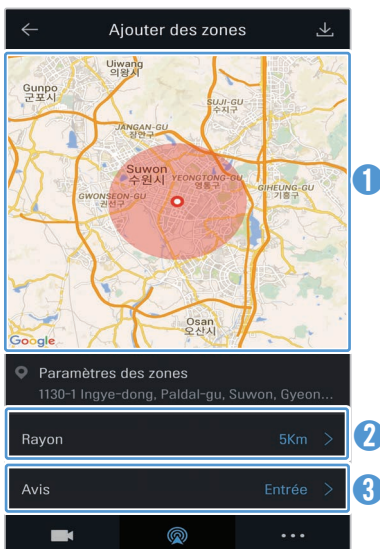 Ajouter des zones
Uiwang
의왕시
Gunpo
군포시
SUJI-GU
수지구
JANGAN-GU
장안구
Suwon
수원시
YEONGTONG-GU
영통구
GWONSEON-GU
권선구
GIHEUNG-GU
기흥구
1
Osan
오산시
Google
Paramètres des zones
1130-1 Ingye-dong, Paldal-gu, Suwon, Gyeon...
Rayon 5Km >
2
Avis Entrée >
3